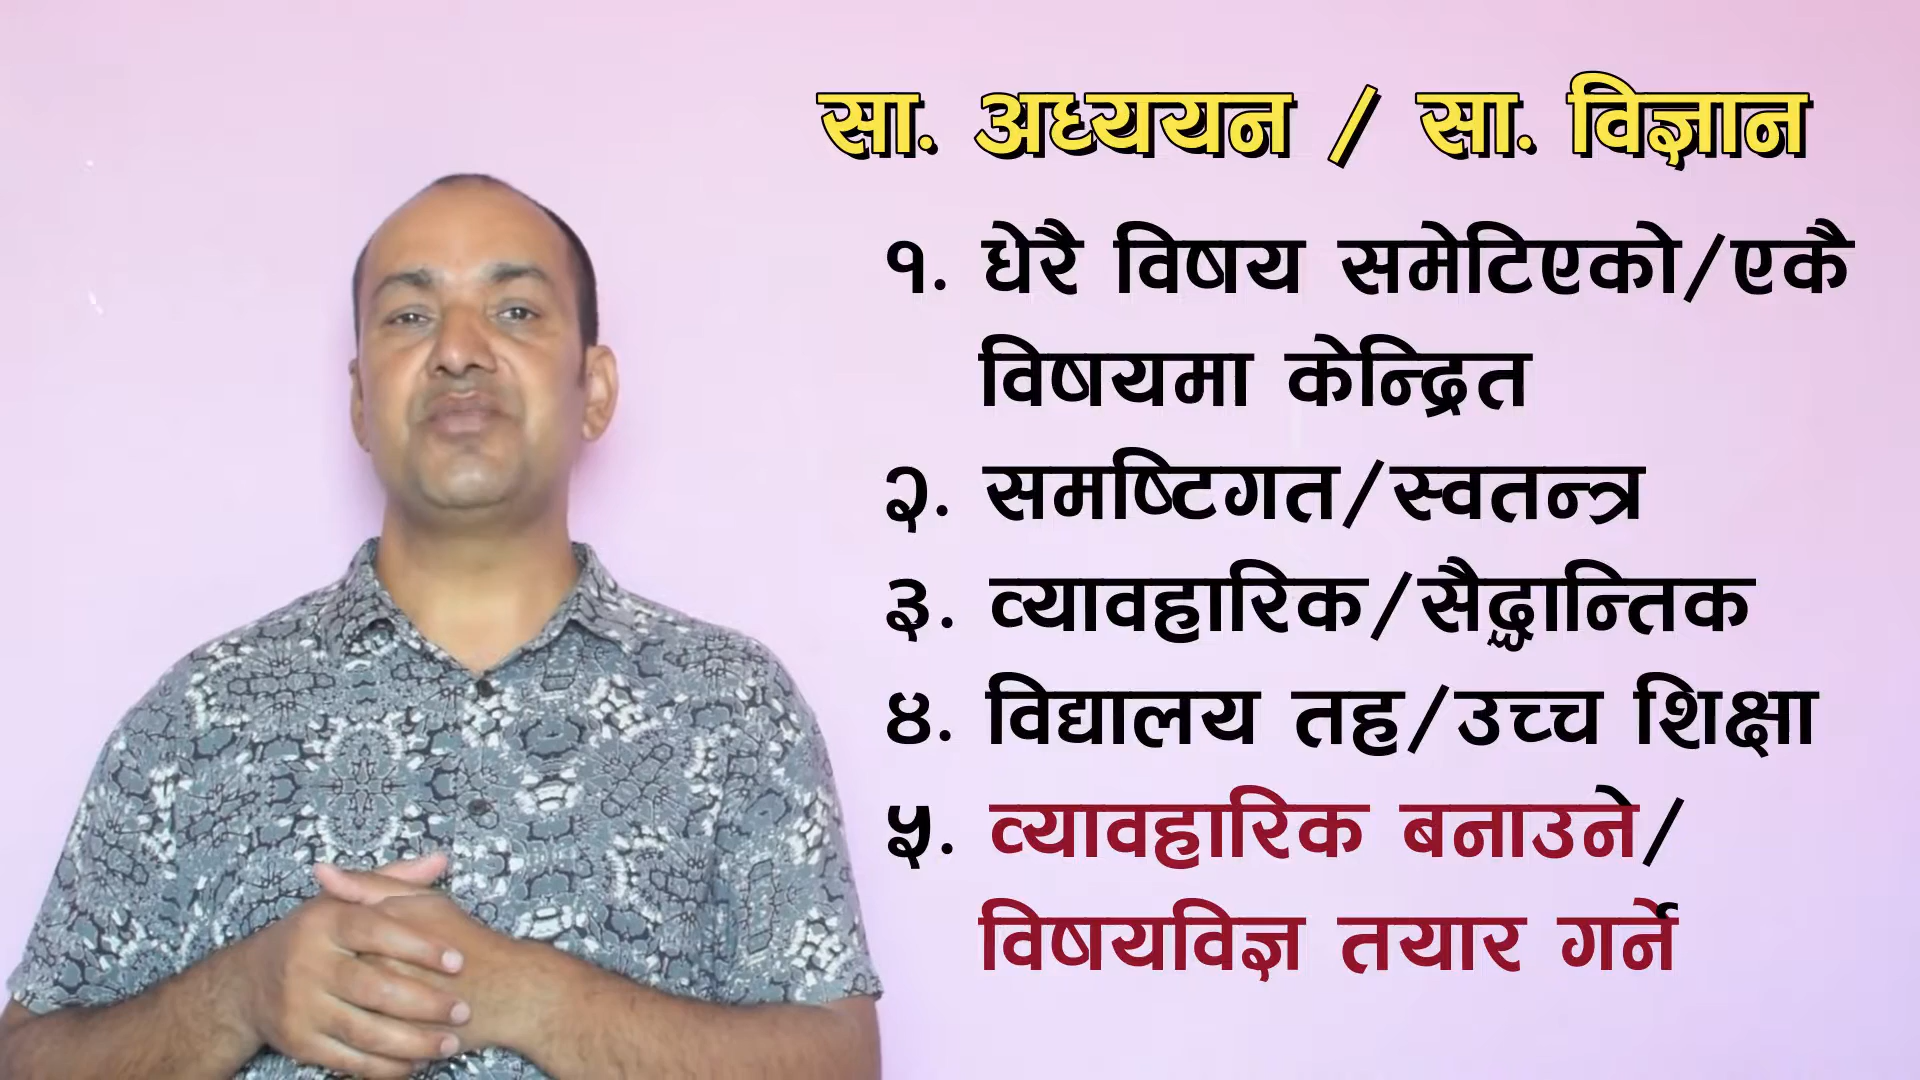 सा. अध्ययन / सा. विज्ञान
१. धेरै विषय समेटिएको/एकै
विषयमा केन्द्रित
२. समष्टिगत/स्वतन्त्र
३. व्यावहारिक/सैद्धान्तिक
४. विद्यालय तह/उच्च शिक्षा
५. व्यावहारिक बनाउने/
विषयविज्ञ तयार गर्ने